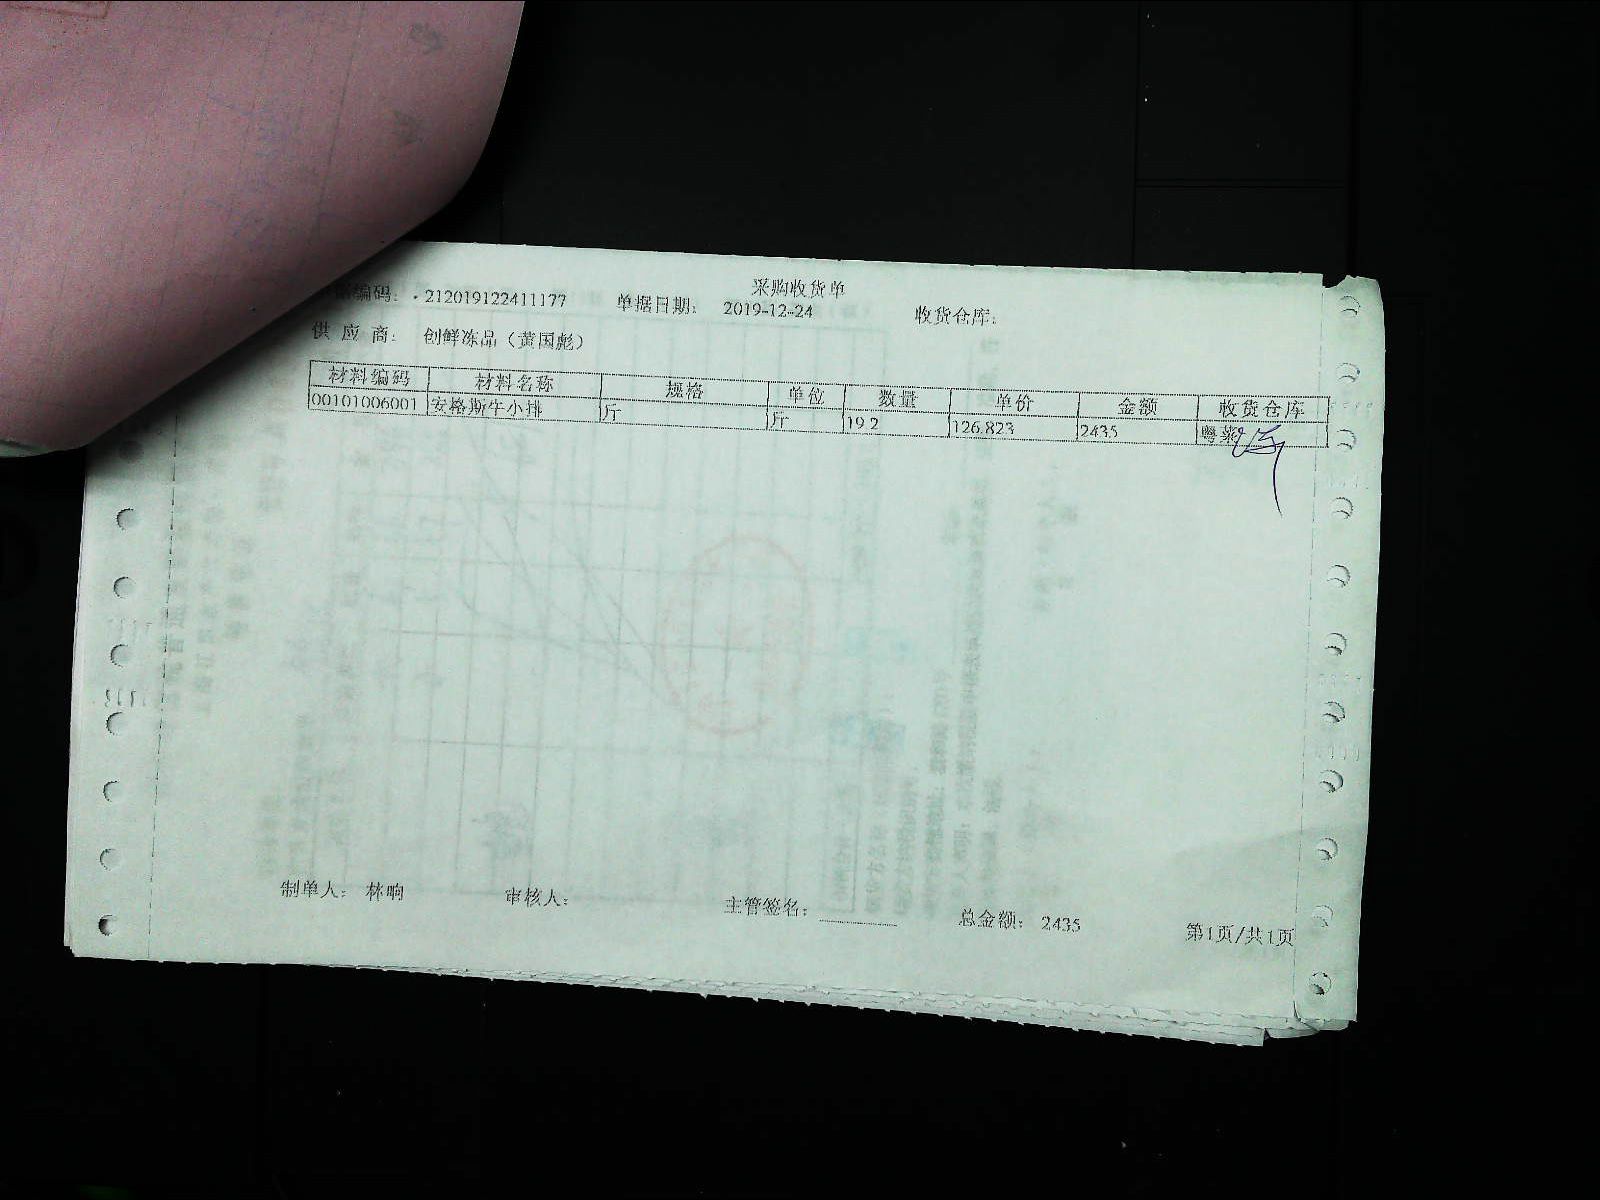 采购收货单
编码: 212019122411177 单据日期: 2019-12-24 收货仓库:
供 应 商: 创鲜冻品（黄国彪）
材料编码 材料名称 规格 单位 数量 单价 金额 收货仓库
00101006001 安格斯牛小排 斤 斤 19.2 126.823 2435 粤菜
制单人: 林响 审核人: 主管签名: 总金额: 2435 第1页/共1页